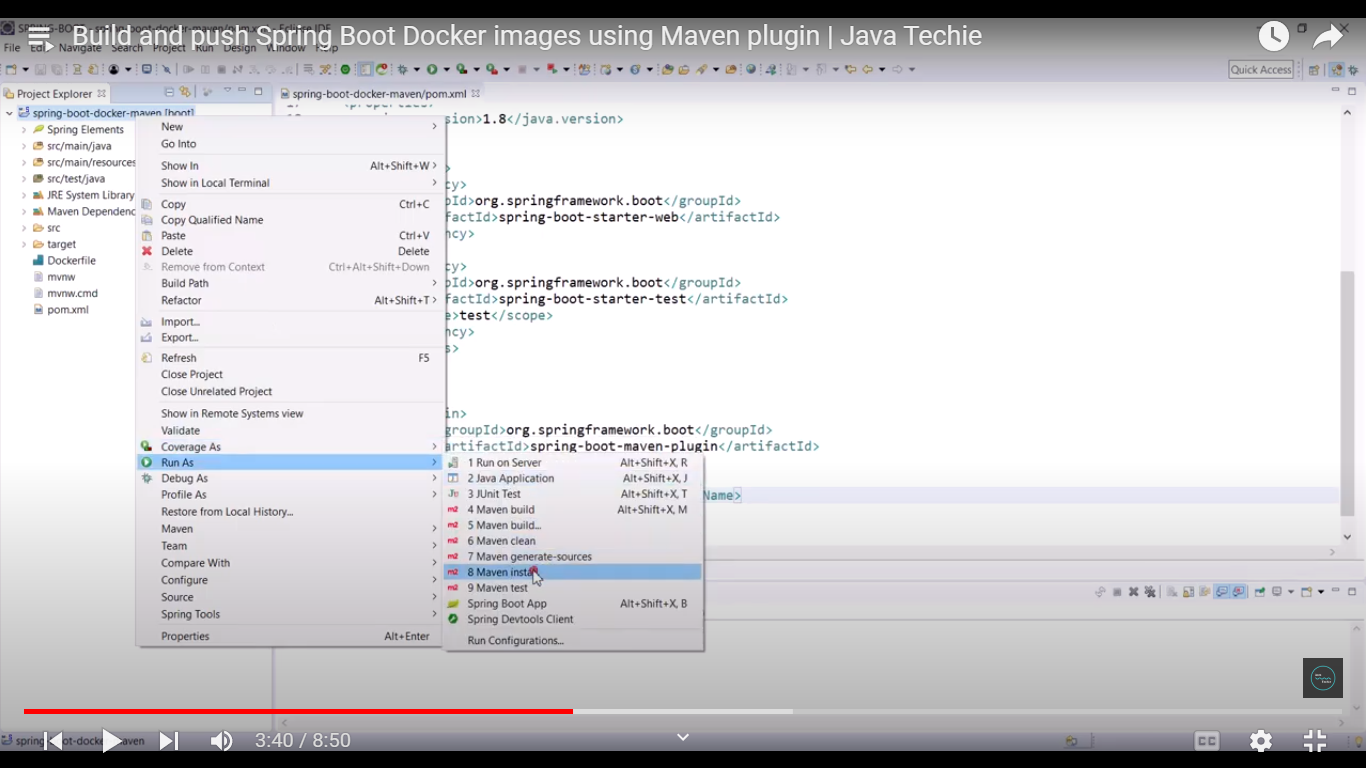 Build and push Spring Boot Docker images using Maven plugin | Java Techie
File Edit Navigate Search Project Run Design Window Help
Quick Access
Project Explorer
spring-boot-docker-maven/pom.xml
spring-boot-docker-maven [boot]
Spring Elements
src/main/java
src/main/resources
src/test/java
JRE System Library
Maven Dependenc
src
target
Dockerfile
mvnw
mvnw.cmd
pom.xml
New
Go Into
Show In Alt+Shift+W
Show in Local Terminal
Copy Ctrl+C
Copy Qualified Name
Paste Ctrl+V
Delete Delete
Remove from Context Ctrl+Alt+Shift+Down
Build Path
Refactor Alt+Shift+T
Import...
Export...
Refresh F5
Close Project
Close Unrelated Project
Show in Remote Systems view
Validate
Coverage As
Run As
Debug As
Profile As
Restore from Local History...
Maven
Team
Compare With
Configure
Source
Spring Tools
Properties Alt+Enter
1 Run on Server Alt+Shift+X, R
2 Java Application Alt+Shift+X, J
3 JUnit Test Alt+Shift+X, T
4 Maven build Alt+Shift+X, M
5 Maven build...
6 Maven clean
7 Maven generate-sources
8 Maven insta
9 Maven test
Spring Boot App Alt+Shift+X, B
Spring Devtools Client
Run Configurations...
17 <properties>
sion>1.8</java.version>
>
cy>
pId>org.springframework.boot</groupId>
factId>spring-boot-starter-web</artifactId>
ncy>
cy>
pId>org.springframework.boot</groupId>
factId>spring-boot-starter-test</artifactId>
e>test</scope>
ncy>
s>
in>
groupId>org.springframework.boot</groupId>
artifactId>spring-boot-maven-plugin</artifactId>
Name>
3:40 / 8:50
CC